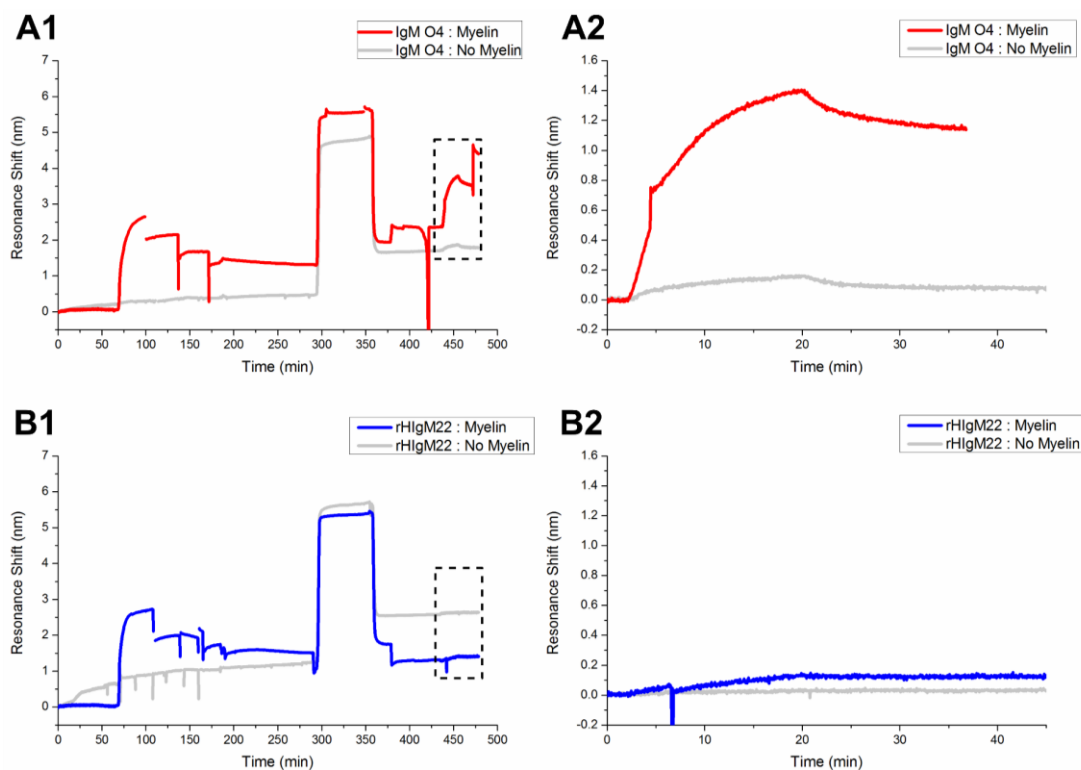 A1
IgM O4 : Myelin
IgM O4 : No Myelin
Resonance Shift (nm)
7
6
5
4
3
2
1
0
0 50 100 150 200 250 300 350 400 450 500
Time (min)
A2
IgM O4 : Myelin
IgM O4 : No Myelin
Resonance Shift (nm)
1.6
1.4
1.2
1.0
0.8
0.6
0.4
0.2
0.0
-0.2
0 10 20 30 40
Time (min)
B1
rHIgM22 : Myelin
rHIgM22 : No Myelin
Resonance Shift (nm)
7
6
5
4
3
2
1
0
0 50 100 150 200 250 300 350 400 450 500
Time (min)
B2
rHIgM22 : Myelin
rHIgM22 : No Myelin
Resonance Shift (nm)
1.6
1.4
1.2
1.0
0.8
0.6
0.4
0.2
0.0
-0.2
0 10 20 30 40
Time (min)